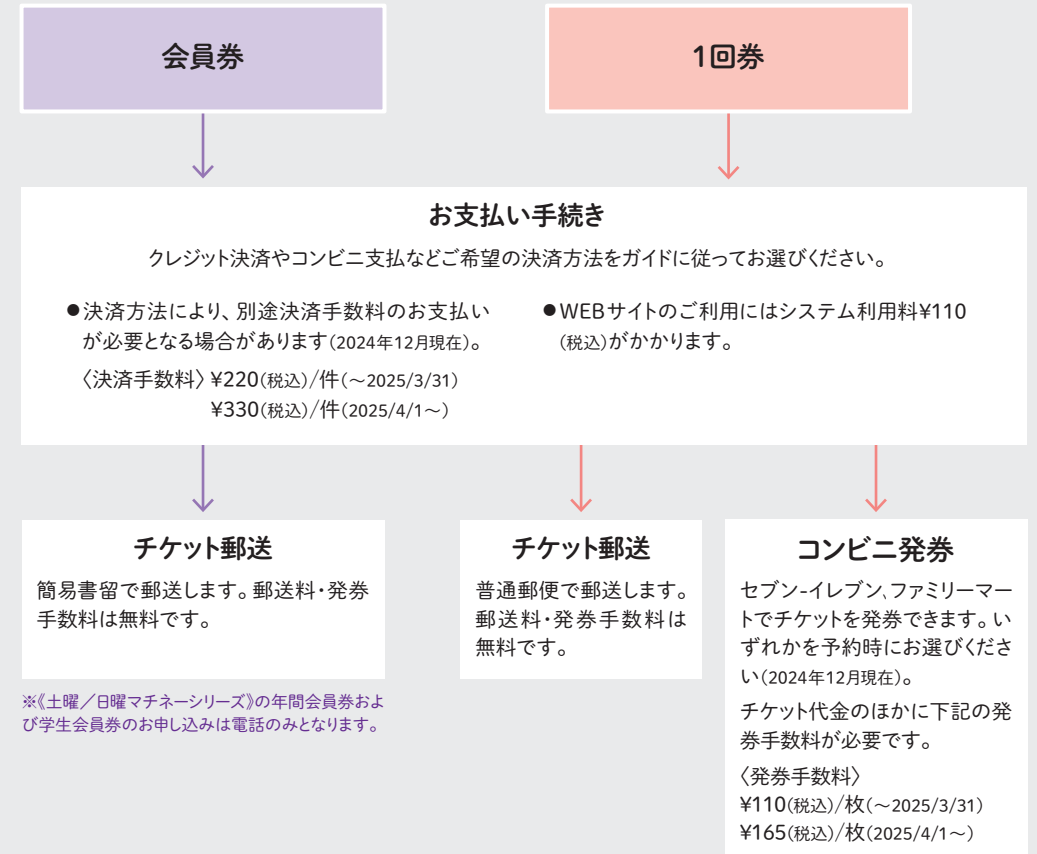 会員券
1回券
お支払い手続き
クレジット決済やコンビニ支払などご希望の決済方法をガイドに従ってお選びください。
●決済方法により、別途決済手数料のお支払い
が必要となる場合があります(2024年12月現在)。
〈決済手数料〉¥220(税込)/件(～2025/3/31)
¥330(税込)/件(2025/4/1～)
●WEBサイトのご利用にはシステム利用料¥110
(税込)がかかります。
チケット郵送
簡易書留で郵送します。郵送料・発券
手数料は無料です。
※《土曜／日曜マチネーシリーズ》の年間会員券およ
び学生会員券のお申し込みは電話のみとなります。
チケット郵送
普通郵便で郵送します。
郵送料・発券手数料は
無料です。
コンビニ発券
セブン-イレブン、ファミリーマー
トでチケットを発券できます。い
ずれかを予約時にお選びくださ
い(2024年12月現在)。
チケット代金のほかに下記の発
券手数料が必要です。
〈発券手数料〉
¥110(税込)/枚(～2025/3/31)
¥165(税込)/枚(2025/4/1～)